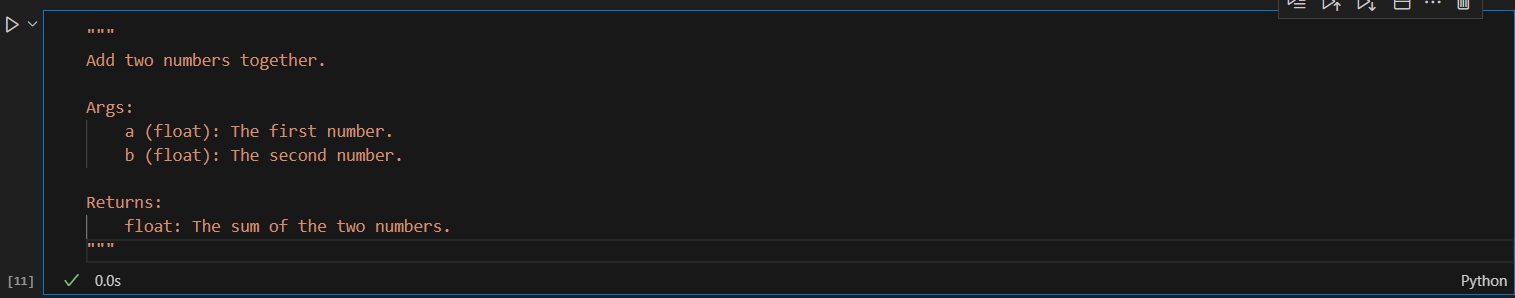 """
Add two numbers together.
Args:
a (float): The first number.
b (float): The second number.
Returns:
float: The sum of the two numbers.
"""
[11]
0.0s
Python